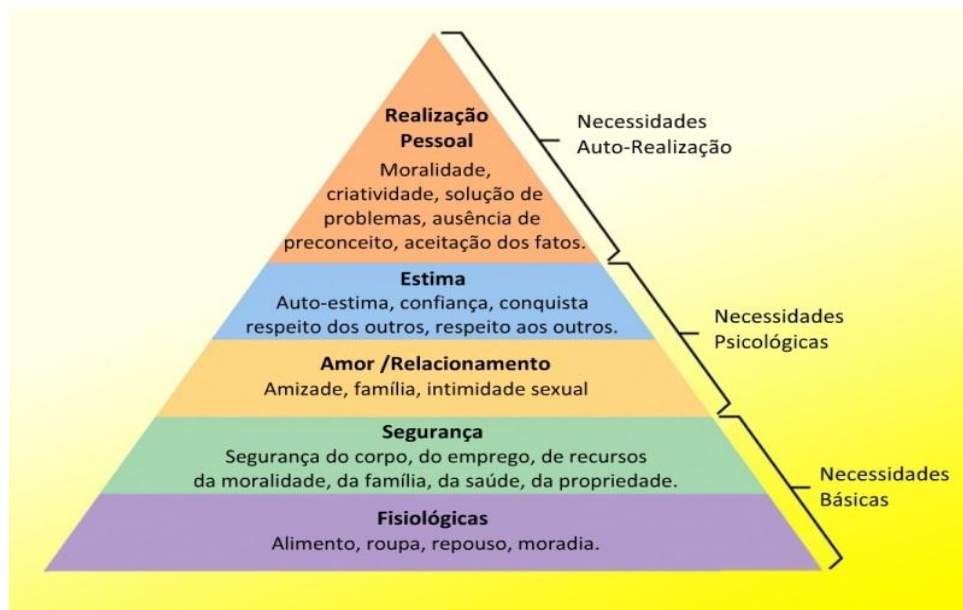 Realização
Pessoal
Moralidade,
criatividade, solução de
problemas, ausência de
preconceito, aceitação dos fatos.
Necessidades
Auto-Realização
Estima
Auto-estima, confiança, conquista
respeito dos outros, respeito aos outros.
Necessidades
Psicológicas
Amor /Relacionamento
Amizade, família, intimidade sexual
Segurança
Segurança do corpo, do emprego, de recursos
da moralidade, da família, da saúde, da propriedade.
Necessidades
Básicas
Fisiológicas
Alimento, roupa, repouso, moradia.